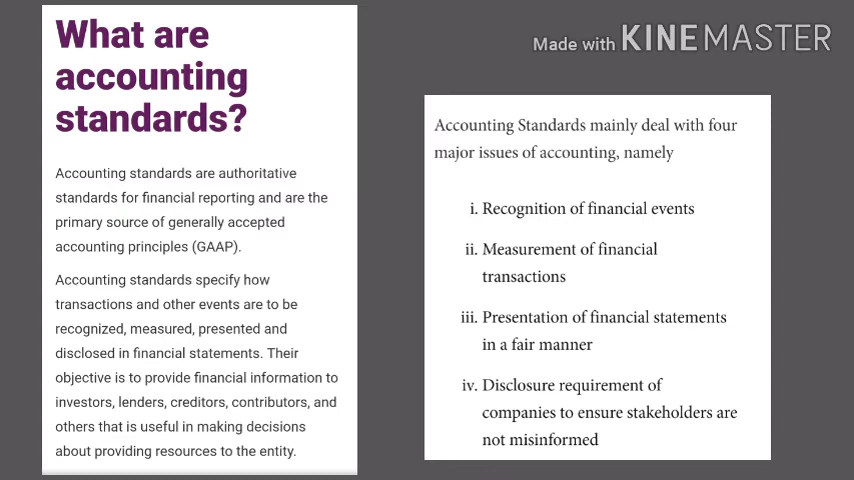 What are
accounting
standards?
Accounting standards are authoritative
standards for financial reporting and are the
primary source of generally accepted
accounting principles (GAAP).
Accounting standards specify how
transactions and other events are to be
recognized, measured, presented and
disclosed in financial statements. Their
objective is to provide financial information to
investors, lenders, creditors, contributors, and
others that is useful in making decisions
about providing resources to the entity.
Made with KINEMASTER
Accounting Standards mainly deal with four
major issues of accounting, namely
i. Recognition of financial events
ii. Measurement of financial
transactions
iii. Presentation of financial statements
in a fair manner
iv. Disclosure requirement of
companies to ensure stakeholders are
not misinformed